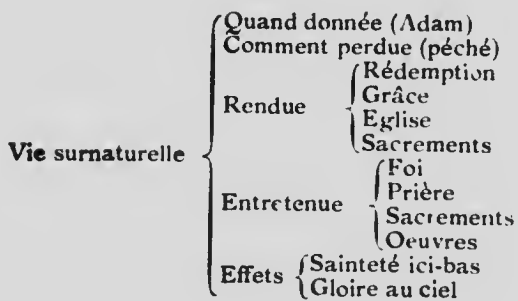 Quand donnée (Adam)
Comment perdue (péché)
Rédemption
Rendue
Grâce
Eglise
Sacrements
Vie surnaturelle
Foi
Prière
Entretenue
Sacrements
Oeuvres
Effets
Sainteté ici-bas
Gloire au ciel